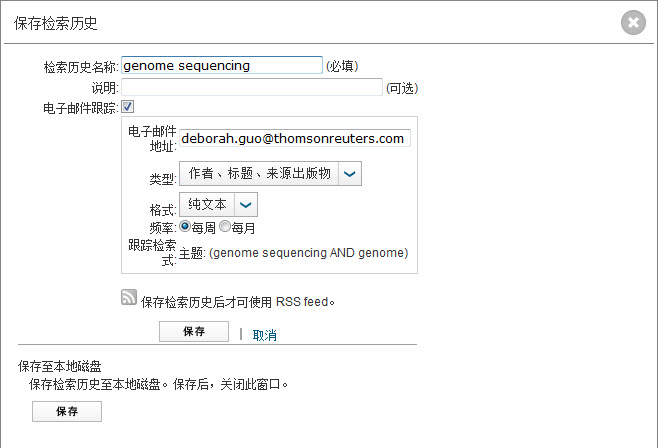 保存检索历史
检索历史名称: genome sequencing (必填)
说明: (可选)
电子邮件跟踪:
电子邮件
地址: deborah.guo@thomsonreuters.com
类型: 作者、标题、来源出版物
格式: 纯文本
频率: 每周 每月
跟踪检索
式: 主题: (genome sequencing AND genome)
保存检索历史后才可使用 RSS feed。
保存 | 取消
保存至本地磁盘
保存检索历史至本地磁盘。保存后，关闭此窗口。
保存